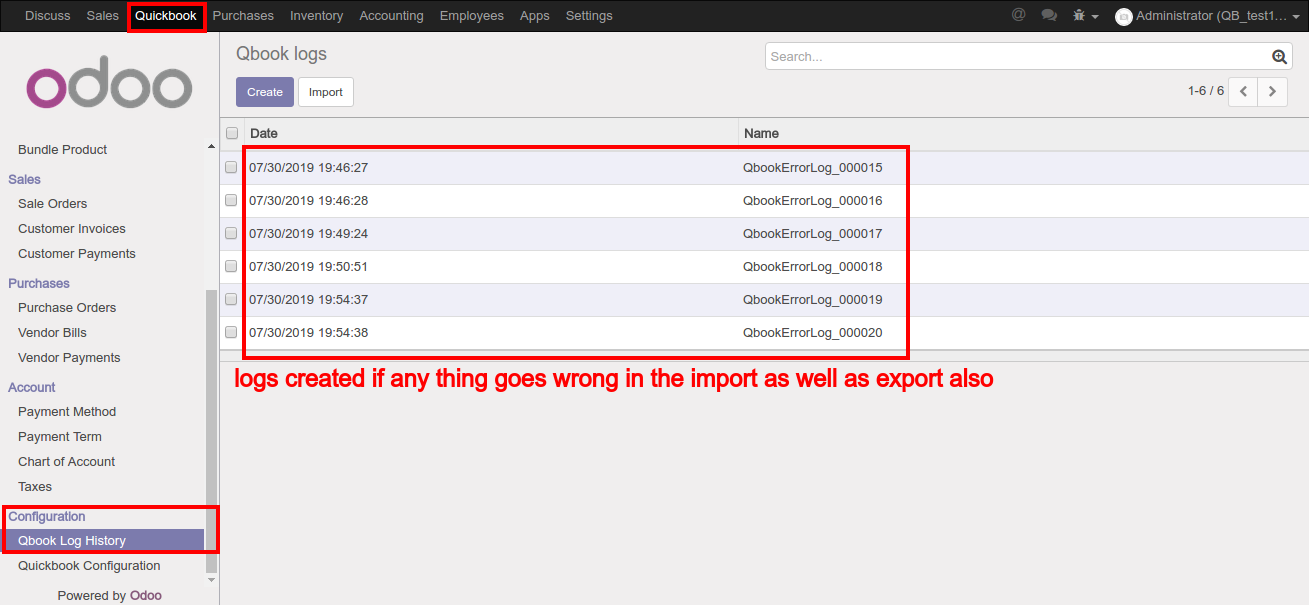 Discuss Sales Quickbook Purchases Inventory Accounting Employees Apps Settings @ Administrator (QB_test1...
odoo
Qbook logs
Search...
Create Import
1-6 / 6
Date Name
07/30/2019 19:46:27 QbookErrorLog_000015
07/30/2019 19:46:28 QbookErrorLog_000016
07/30/2019 19:49:24 QbookErrorLog_000017
07/30/2019 19:50:51 QbookErrorLog_000018
07/30/2019 19:54:37 QbookErrorLog_000019
07/30/2019 19:54:38 QbookErrorLog_000020
logs created if any thing goes wrong in the import as well as export also
Bundle Product
Sales
Sale Orders
Customer Invoices
Customer Payments
Purchases
Purchase Orders
Vendor Bills
Vendor Payments
Account
Payment Method
Payment Term
Chart of Account
Taxes
Configuration
Qbook Log History
Quickbook Configuration
Powered by Odoo